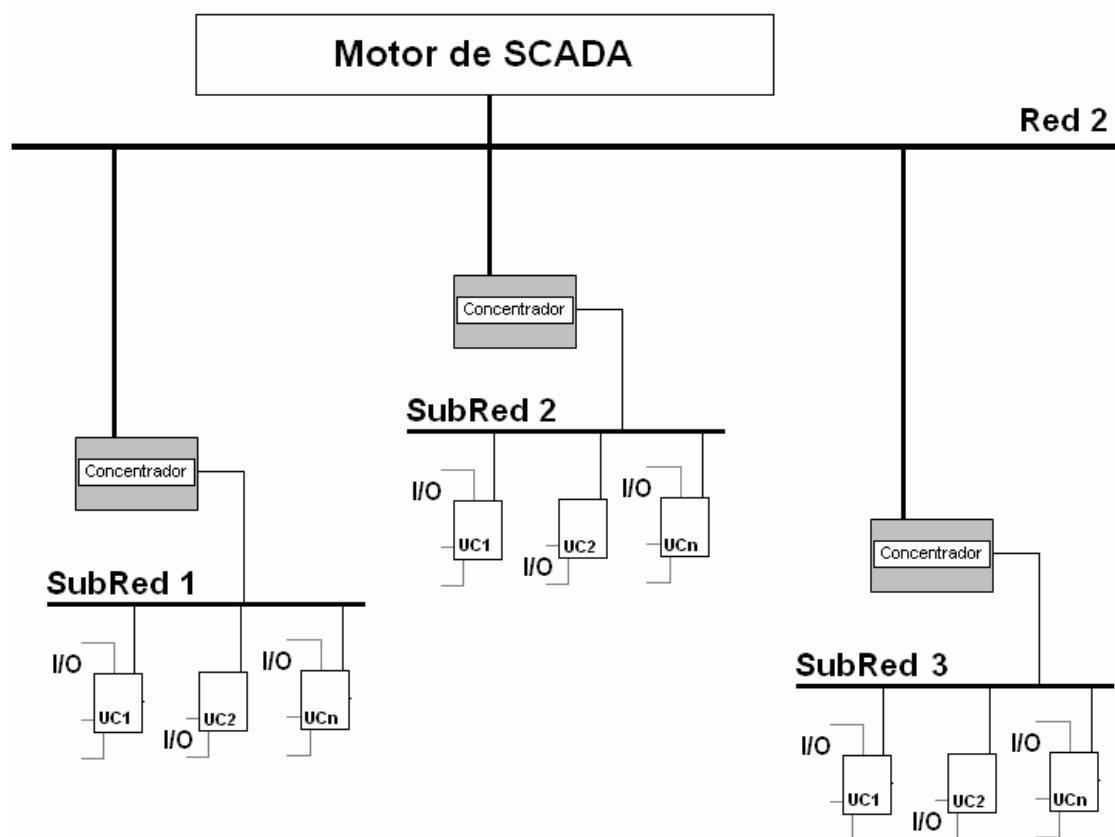 Motor de SCADA
Red 2
Concentrador
SubRed 2
I/O
I/O
UC1
UC2
UCn
I/O
Concentrador
SubRed 1
I/O
I/O
UC1
UC2
UCn
I/O
Concentrador
SubRed 3
I/O
I/O
UC1
UC2
UCn
I/O